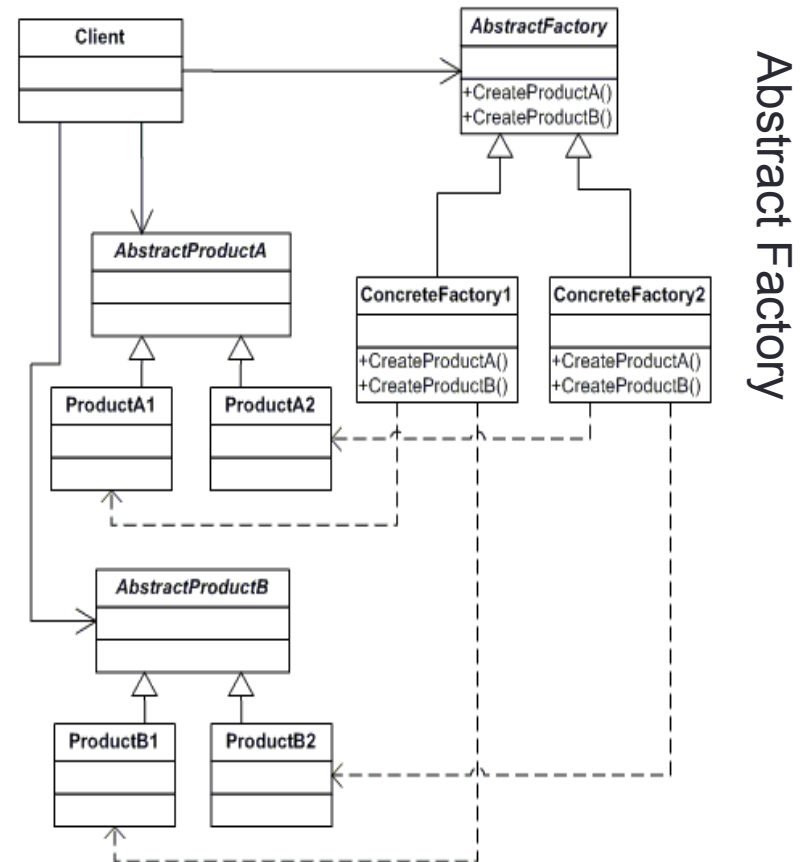 Client
AbstractFactory
+CreateProductA()
+CreateProductB()
Abstract Factory
AbstractProductA
ConcreteFactory1
+CreateProductA()
+CreateProductB()
ConcreteFactory2
+CreateProductA()
+CreateProductB()
ProductA1
ProductA2
AbstractProductB
ProductB1
ProductB2